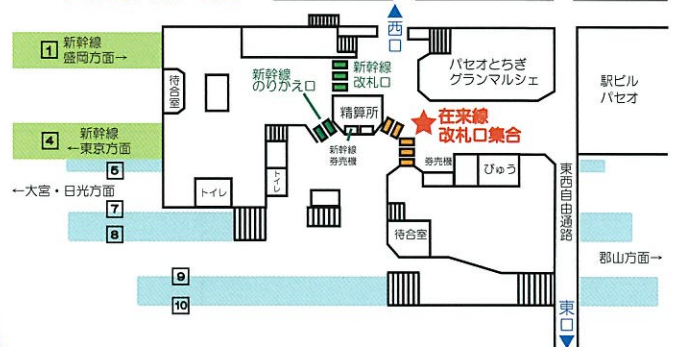 西口
1
新幹線
盛岡方面→
待合室
新幹線
のりかえ口
新幹線
改札口
パセオとちぎ
グランマルシェ
駅ビル
パセオ
精算所
在来線
改札口集合
4
新幹線
←東京方面
5
新幹線
券売機
券売機
びゅう
東西自由通路
←大宮・日光方面
トイレ
トイレ
7
8
待合室
郡山方面→
9
10
東口